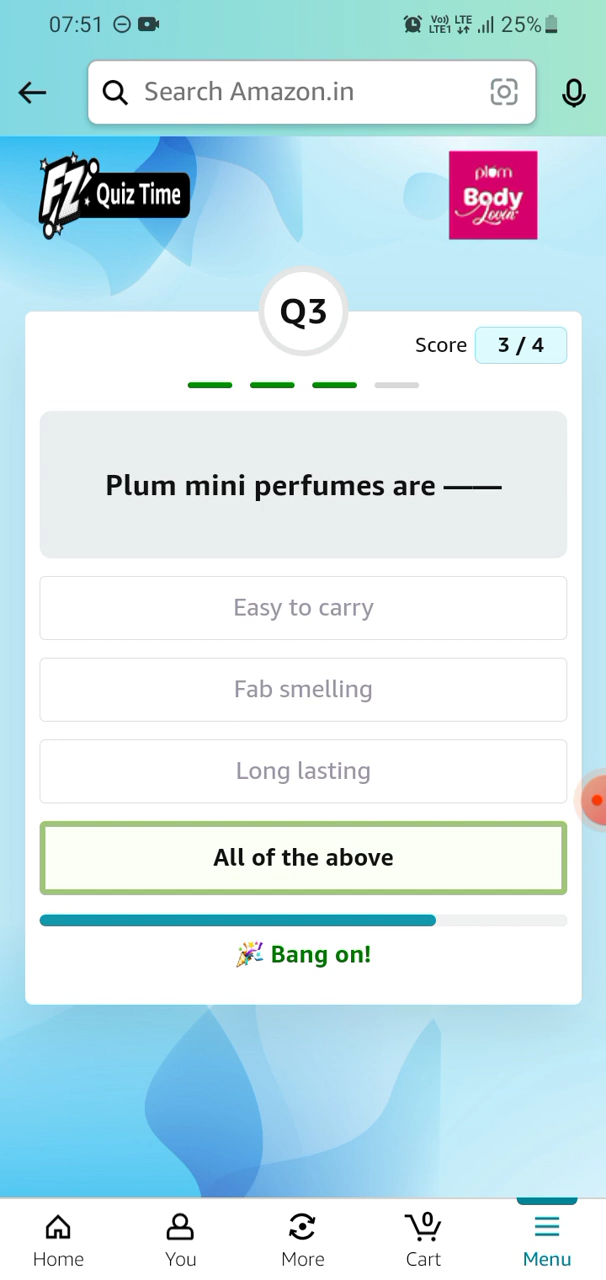 07:51
Vo)) LTE
LTE1
25%
Search Amazon.in
FZ Quiz Time
plum
Body
Lovin'
Q3
Score 3 / 4
Plum mini perfumes are ——
Easy to carry
Fab smelling
Long lasting
All of the above
🎉 Bang on!
0
Home You More Cart Menu